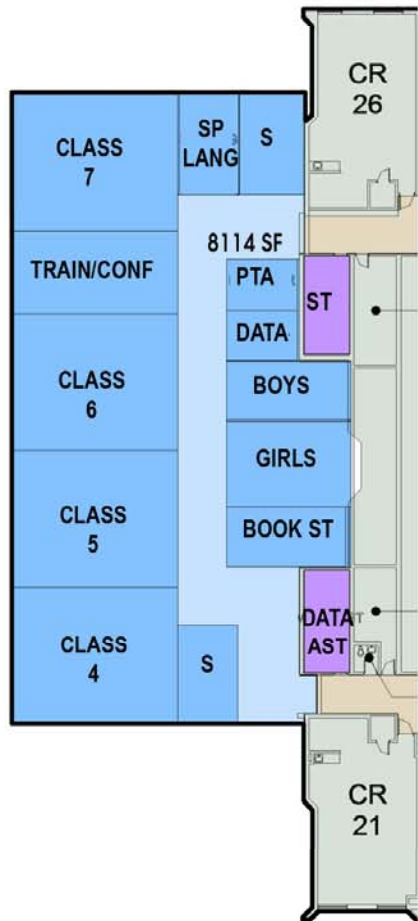 CR
26
CLASS
7
SP
LANG
S
8114 SF
TRAIN/CONF
PTA
ST
DATA
CLASS
6
BOYS
GIRLS
CLASS
5
BOOK ST
DATA
AST
CLASS
4
S
CR
21